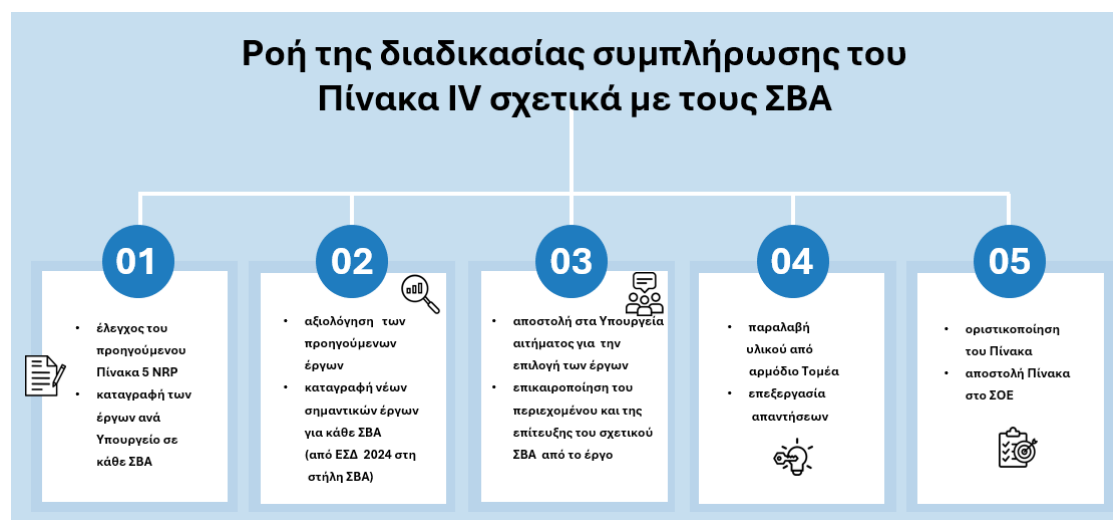 Ροή της διαδικασίας συμπλήρωσης του
Πίνακα IV σχετικά με τους ΣΒΑ
01
• έλεγχος του
προηγούμενου
Πίνακα 5 NRP
• καταγραφή των
έργων ανά
Υπουργείο σε
κάθε ΣΒΑ
02
• αξιολόγηση των
προηγούμενων
έργων
• καταγραφή νέων
σημαντικών έργων
για κάθε ΣΒΑ
(από ΕΣΔ 2024 στη
στήλη ΣΒΑ)
03
• αποστολή στα Υπουργεία
αιτήματος για την
επιλογή των έργων
• επικαιροποίηση του
περιεχομένου και της
επίτευξης του σχετικού
ΣΒΑ από το έργο
04
• παραλαβή
υλικού από
αρμόδιο Τομέα
• επεξεργασία
απαντήσεων
05
• οριστικοποίηση
του Πίνακα
• αποστολή Πίνακα
στο ΣΟΕ